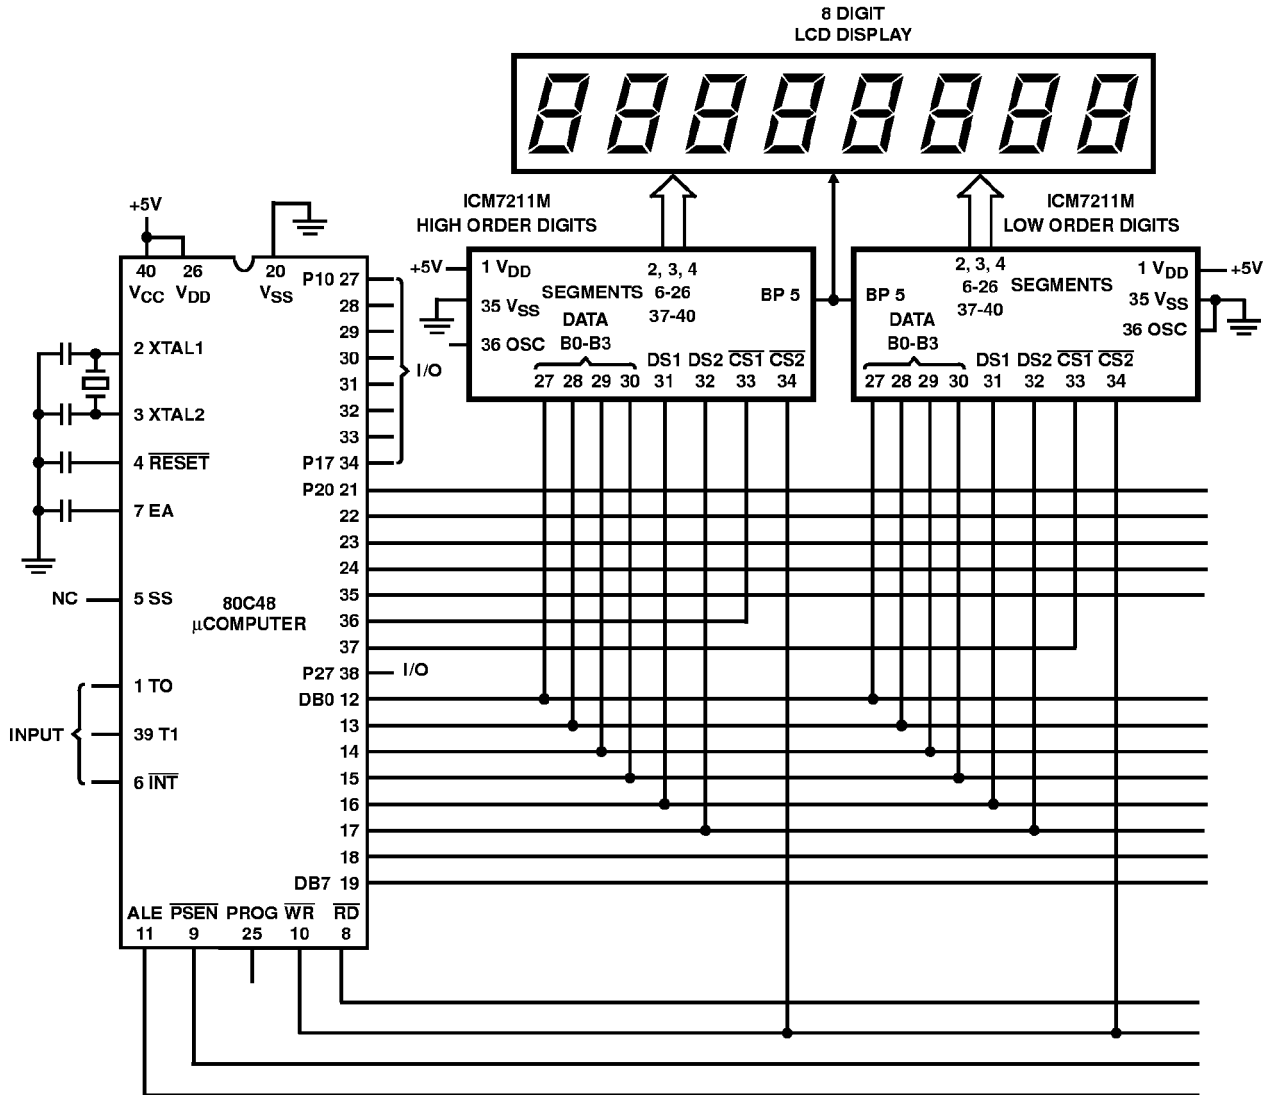 8 DIGIT
LCD DISPLAY
ICM7211M
HIGH ORDER DIGITS
ICM7211M
LOW ORDER DIGITS
+5V
40
VCC
26
VDD
20
VSS
2 XTAL1
3 XTAL2
4 RESET
7 EA
NC
5 SS
80C48
µCOMPUTER
INPUT
1 TO
39 T1
6 INT
ALE
11
PSEN
9
PROG
25
WR
10
RD
8
P10 27
28
29
30
31
32
33
P17 34
I/O
P20 21
22
23
24
35
36
37
P27 38
I/O
DB0 12
13
14
15
16
17
18
DB7 19
+5V
1 VDD
35 VSS
36 OSC
2, 3, 4
SEGMENTS 6-26
37-40
BP 5
DATA
B0-B3
DS1 DS2 CS1 CS2
27 28 29 30 31 32 33 34
BP 5
2, 3, 4
6-26 SEGMENTS
37-40
DATA
B0-B3
DS1 DS2 CS1 CS2
27 28 29 30 31 32 33 34
1 VDD
+5V
35 VSS
36 OSC